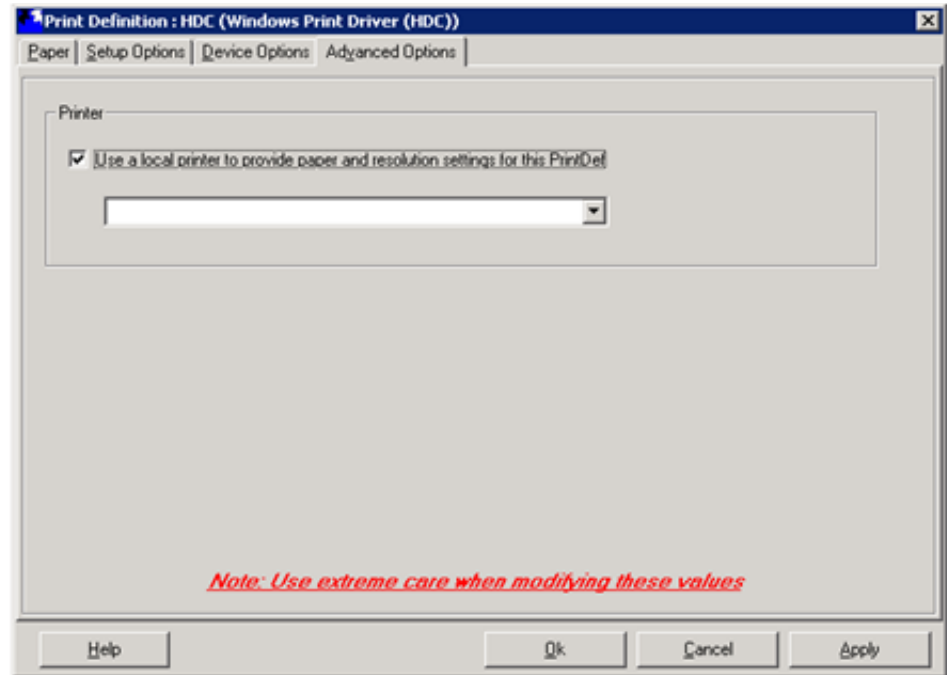 Print Definition : HDC (Windows Print Driver (HDC))
Paper Setup Options Device Options Advanced Options
Printer
Use a local printer to provide paper and resolution settings for this PrintDef
Note: Use extreme care when modifying these values
Help Ok Cancel Apply